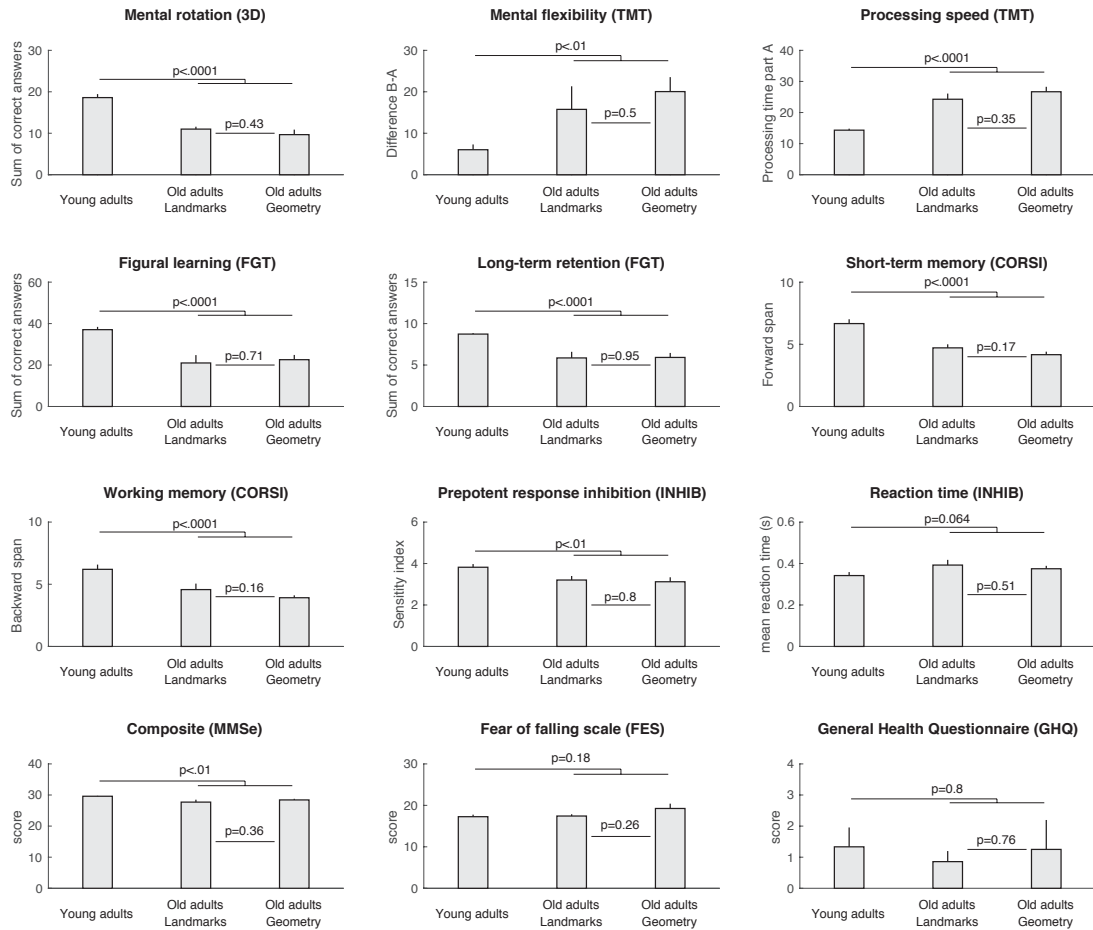 Mental rotation (3D)
Sum of correct answers
30
20
10
0
p<.0001
p=0.43
Young adults
Old adults
Landmarks
Old adults
Geometry
Mental flexibility (TMT)
Difference B-A
30
20
10
0
p<.01
p=0.5
Young adults
Old adults
Landmarks
Old adults
Geometry
Processing speed (TMT)
Processing time part A
40
30
20
10
0
p<.0001
p=0.35
Young adults
Old adults
Landmarks
Old adults
Geometry
Figural learning (FGT)
Sum of correct answers
60
40
20
0
p<.0001
p=0.71
Young adults
Old adults
Landmarks
Old adults
Geometry
Long-term retention (FGT)
Sum of correct answers
15
10
5
0
p<.0001
p=0.95
Young adults
Old adults
Landmarks
Old adults
Geometry
Short-term memory (CORSI)
Forward span
10
5
0
p<.0001
p=0.17
Young adults
Old adults
Landmarks
Old adults
Geometry
Working memory (CORSI)
Backward span
10
5
0
p<.0001
p=0.16
Young adults
Old adults
Landmarks
Old adults
Geometry
Prepotent response inhibition (INHIB)
Sensitity index
6
4
2
0
p<.01
p=0.8
Young adults
Old adults
Landmarks
Old adults
Geometry
Reaction time (INHIB)
mean reaction time (s)
0.6
0.4
0.2
0
p=0.064
p=0.51
Young adults
Old adults
Landmarks
Old adults
Geometry
Composite (MMSe)
score
40
30
20
10
0
p<.01
p=0.36
Young adults
Old adults
Landmarks
Old adults
Geometry
Fear of falling scale (FES)
score
30
20
10
0
p=0.18
p=0.26
Young adults
Old adults
Landmarks
Old adults
Geometry
General Health Questionnaire (GHQ)
score
4
3
2
1
0
p=0.8
p=0.76
Young adults
Old adults
Landmarks
Old adults
Geometry